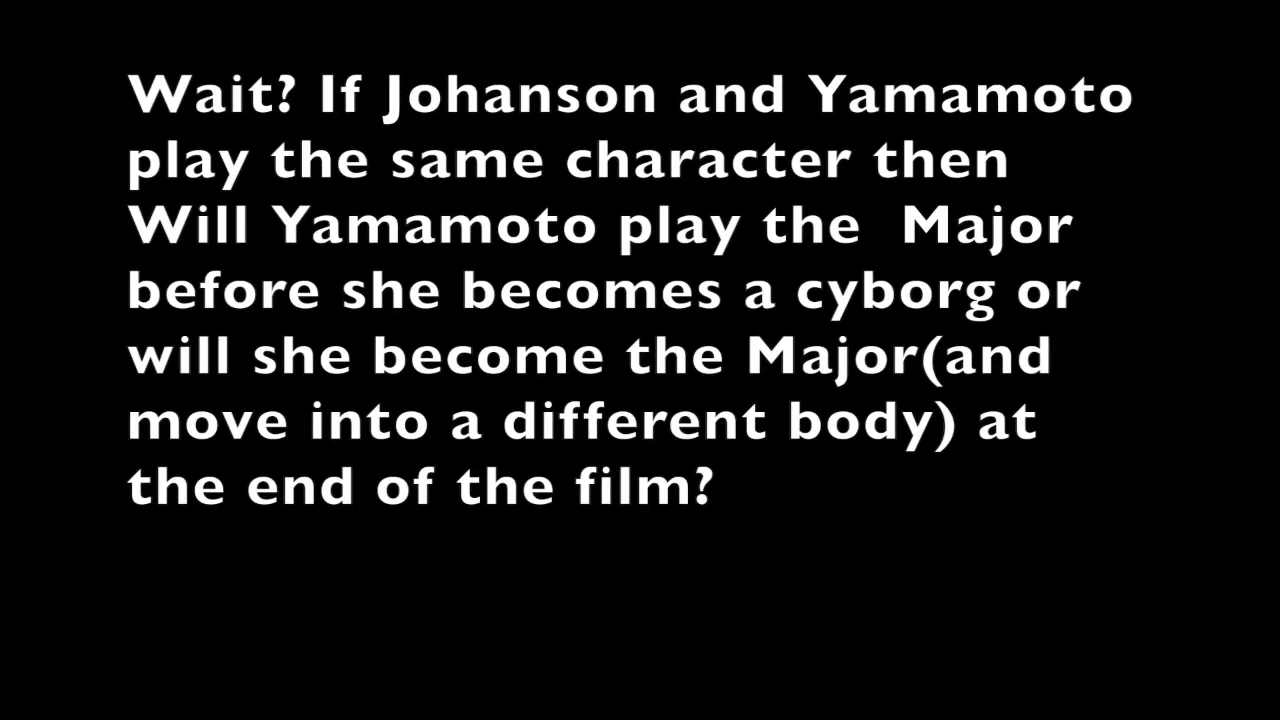 Wait? If Johanson and Yamamoto
play the same character then
Will Yamamoto play the  Major
before she becomes a cyborg or
will she become the Major(and
move into a different body) at
the end of the film?